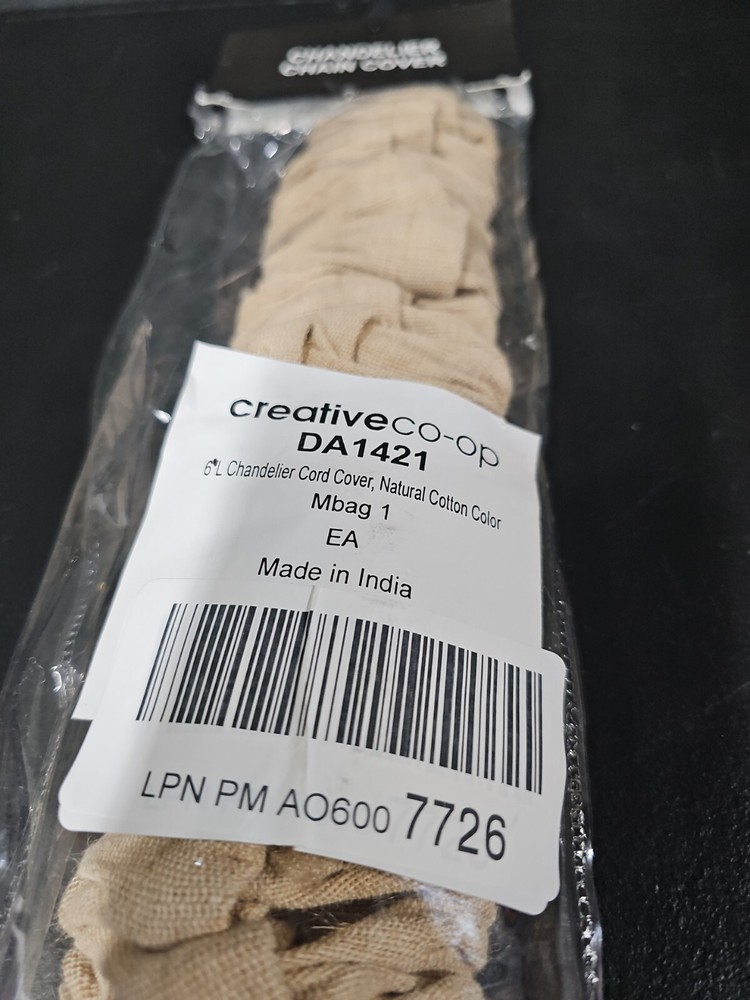 CHANDELIER
CHAIN COVER
creativeco-op
DA1421
6'L Chandelier Cord Cover, Natural Cotton Color
Mbag 1
EA
Made in India
LPN PM AO600 7726